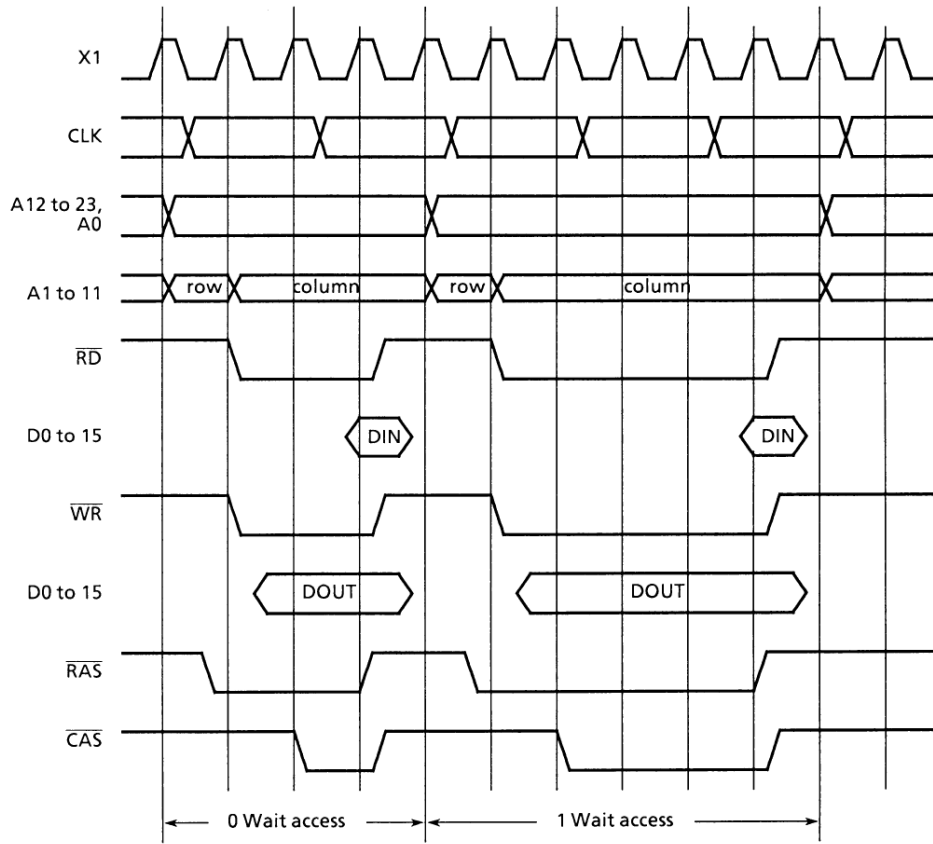 X1
CLK
A12 to 23,
A0
A1 to 11
row column row column
RD
D0 to 15
DIN DIN
WR
D0 to 15
DOUT DOUT
RAS
CAS
0 Wait access 1 Wait access